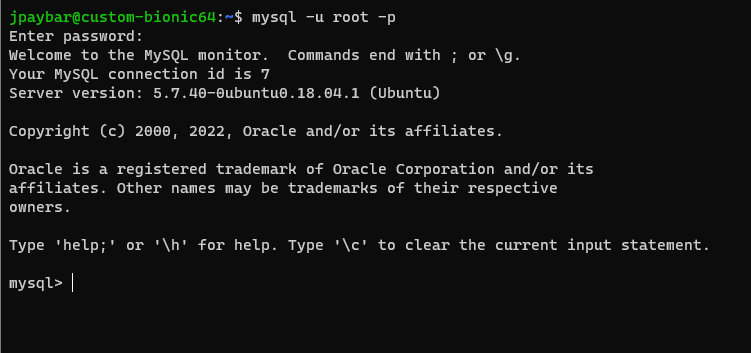 jpaybar@custom-bionic64:~$ mysql -u root -p
Enter password:
Welcome to the MySQL monitor.  Commands end with ; or \g.
Your MySQL connection id is 7
Server version: 5.7.40-0ubuntu0.18.04.1 (Ubuntu)
Copyright (c) 2000, 2022, Oracle and/or its affiliates.
Oracle is a registered trademark of Oracle Corporation and/or its
affiliates. Other names may be trademarks of their respective
owners.
Type 'help;' or '\h' for help. Type '\c' to clear the current input statement.
mysql>